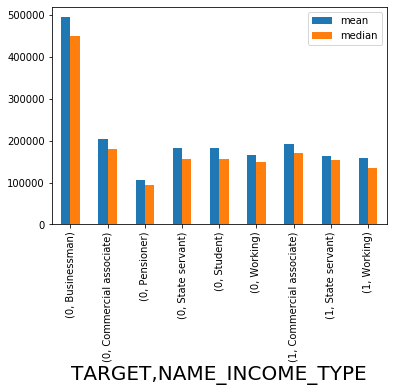 500000
400000
300000
200000
100000
0
mean
median
(0, Businessman)
(0, Commercial associate)
(0, Pensioner)
(0, State servant)
(0, Student)
(0, Working)
(1, Commercial associate)
(1, State servant)
(1, Working)
TARGET,NAME_INCOME_TYPE